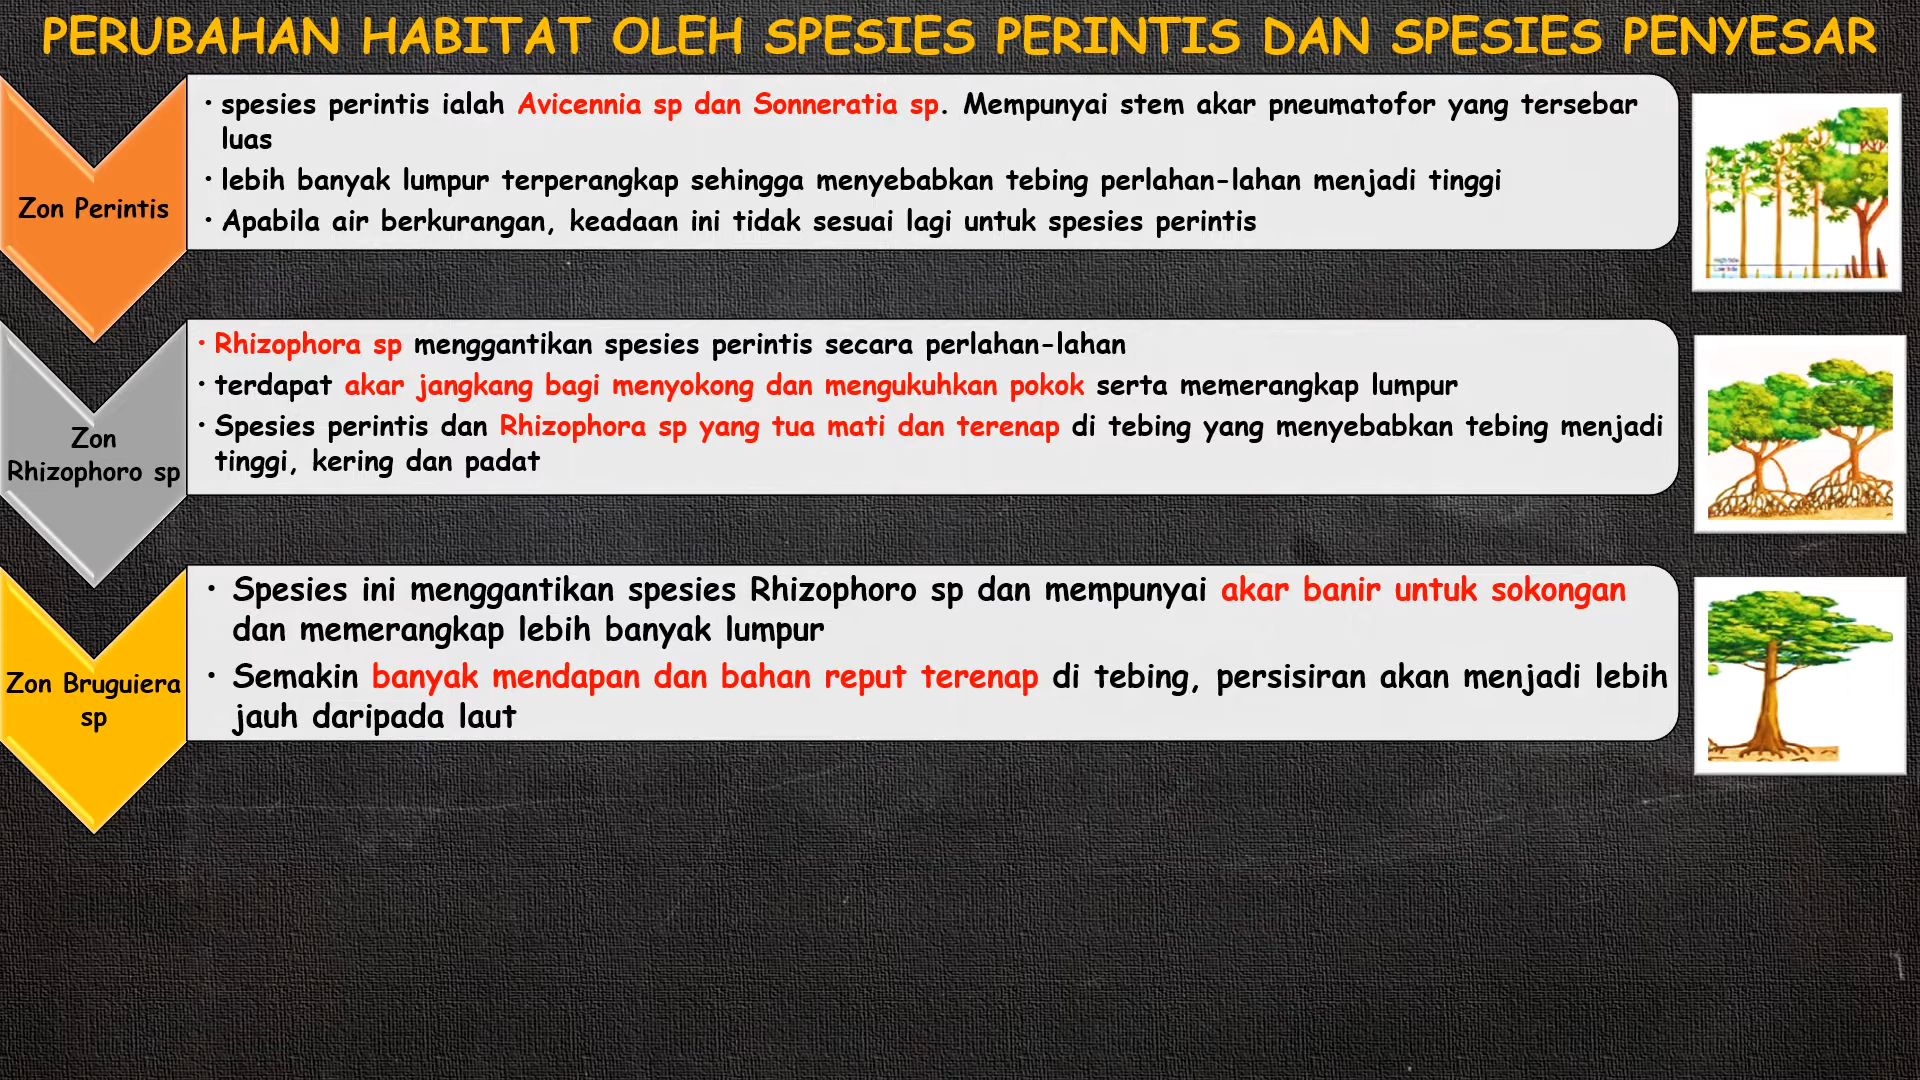 PERUBAHAN HABITAT OLEH SPESIES PERINTIS DAN SPESIES PENYESAR
Zon Perintis
• spesies perintis ialah Avicennia sp dan Sonneratia sp. Mempunyai stem akar pneumatofor yang tersebar
luas
• lebih banyak lumpur terperangkap sehingga menyebabkan tebing perlahan-lahan menjadi tinggi
• Apabila air berkurangan, keadaan ini tidak sesuai lagi untuk spesies perintis
High tide
Low tide
Zon
Rhizophoro sp
• Rhizophora sp menggantikan spesies perintis secara perlahan-lahan
• terdapat akar jangkang bagi menyokong dan mengukuhkan pokok serta memerangkap lumpur
• Spesies perintis dan Rhizophora sp yang tua mati dan terenap di tebing yang menyebabkan tebing menjadi
tinggi, kering dan padat
Zon Bruguiera
sp
• Spesies ini menggantikan spesies Rhizophoro sp dan mempunyai akar banir untuk sokongan
dan memerangkap lebih banyak lumpur
• Semakin banyak mendapan dan bahan reput terenap di tebing, persisiran akan menjadi lebih
jauh daripada laut